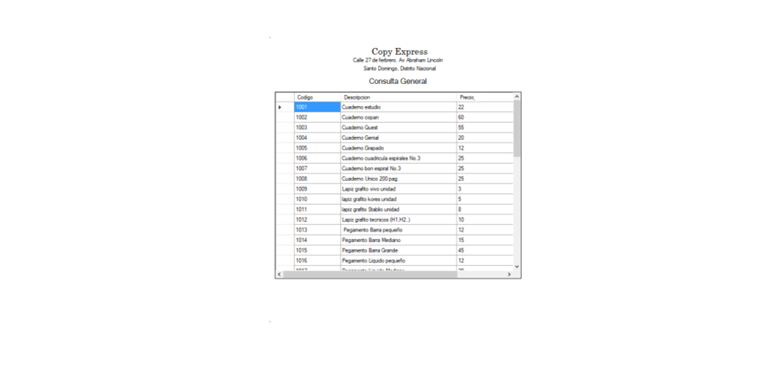 Copy Express
Calle 27 de febrero. Av Abraham Lincoln
Santo Domingo, Distrito Nacional
Consulta General
Codigo Descripcion Precio,
1001 Cuaderno estudio 22
1002 Cuaderno copan 60
1003 Cuaderno Quest 55
1004 Cuaderno Genial 20
1005 Cuaderno Grapado 12
1006 Cuaderno cuadricula espirales No.3 25
1007 Cuaderno bon espiral No.3 25
1008 Cuaderno Unics 200 pag. 25
1009 Lapiz grafito vivo unidad 3
1010 lapiz grafito kores unidad 5
1011 lapiz grafito Stabilo unidad 8
1012 Lapiz grafito tecnicos (H1,H2..) 10
1013 Pegamento Barra pequeño 12
1014 Pegamento Barra Mediano 15
1015 Pegamento Barra Grande 45
1016 Pegamento Liquido pequeño 12